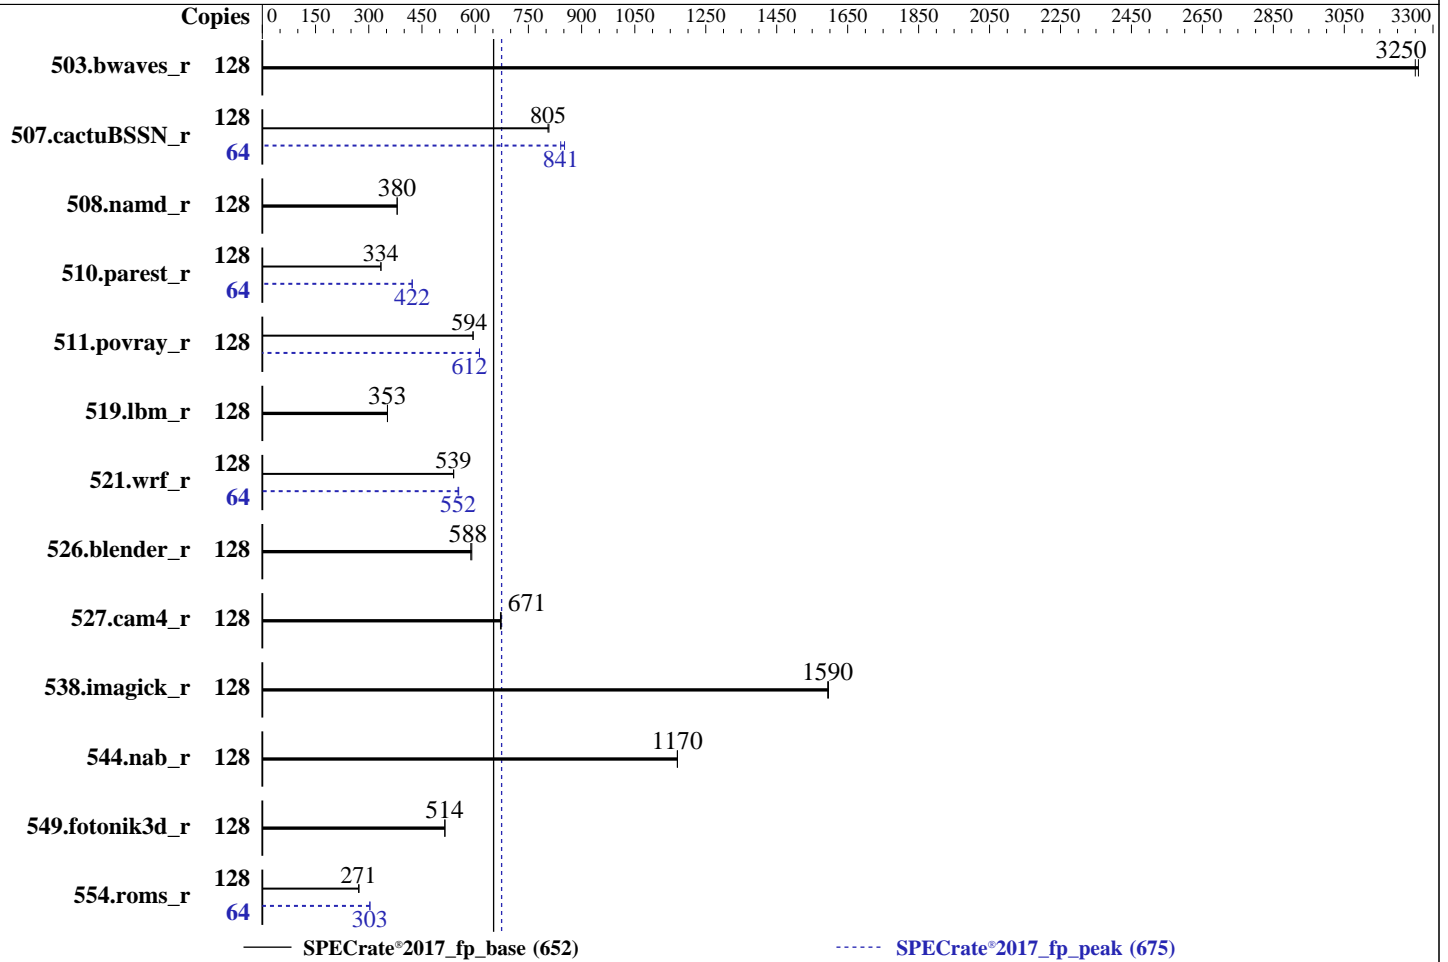 Copies 0 150 300 450 600 750 900 1050 1250 1450 1650 1850 2050 2250 2450 2650 2850 3050 3300
503.bwaves_r 128 3250
507.cactuBSSN_r 128 805
64 841
508.namd_r 128 380
510.parest_r 128 334
64 422
511.povray_r 128 594
612
519.lbm_r 128 353
521.wrf_r 128 539
64 552
526.blender_r 128 588
527.cam4_r 128 671
538.imagick_r 128 1590
544.nab_r 128 1170
549.fotonik3d_r 128 514
554.roms_r 128 271
64 303
SPECrate®2017_fp_base (652) SPECrate®2017_fp_peak (675)